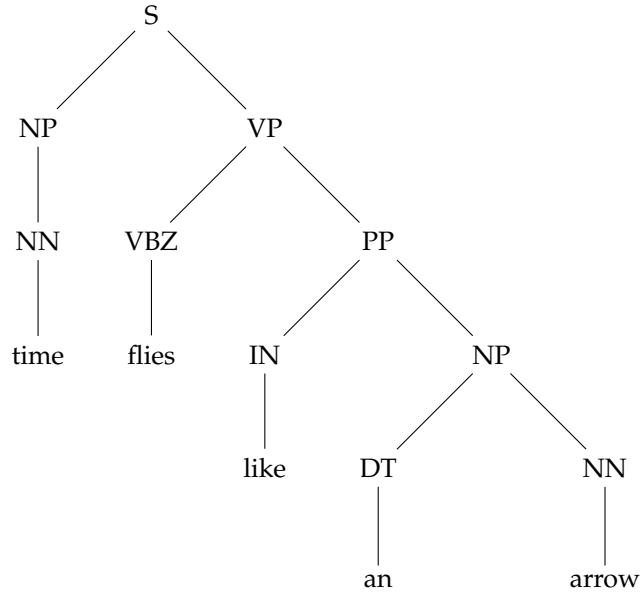 S
NP VP
NN VBZ PP
time flies IN NP
like DT NN
an arrow